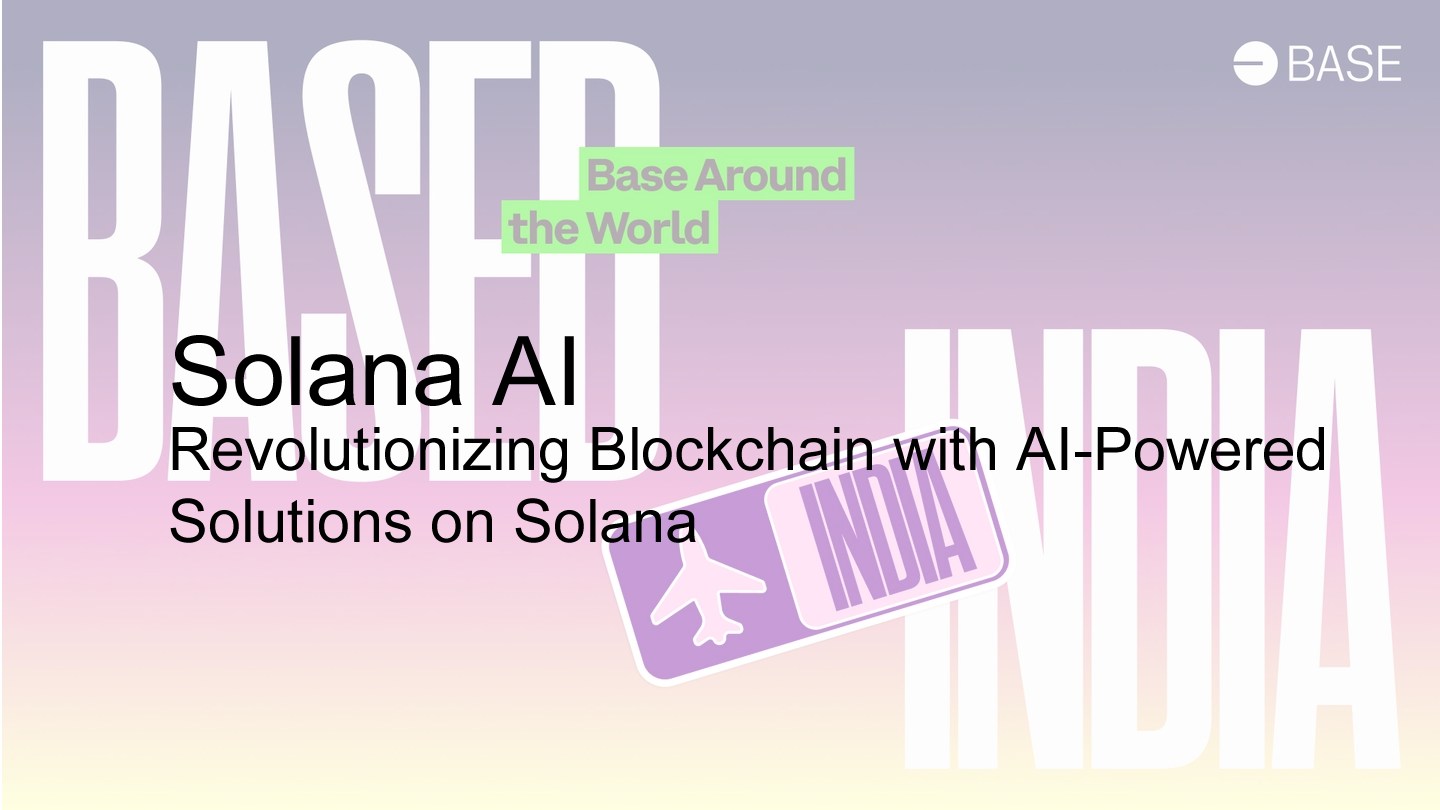 BASED
BASE
Base Around
the World
Solana AI
Revolutionizing Blockchain with AI-Powered
Solutions on Solana
INDIA
INDIA